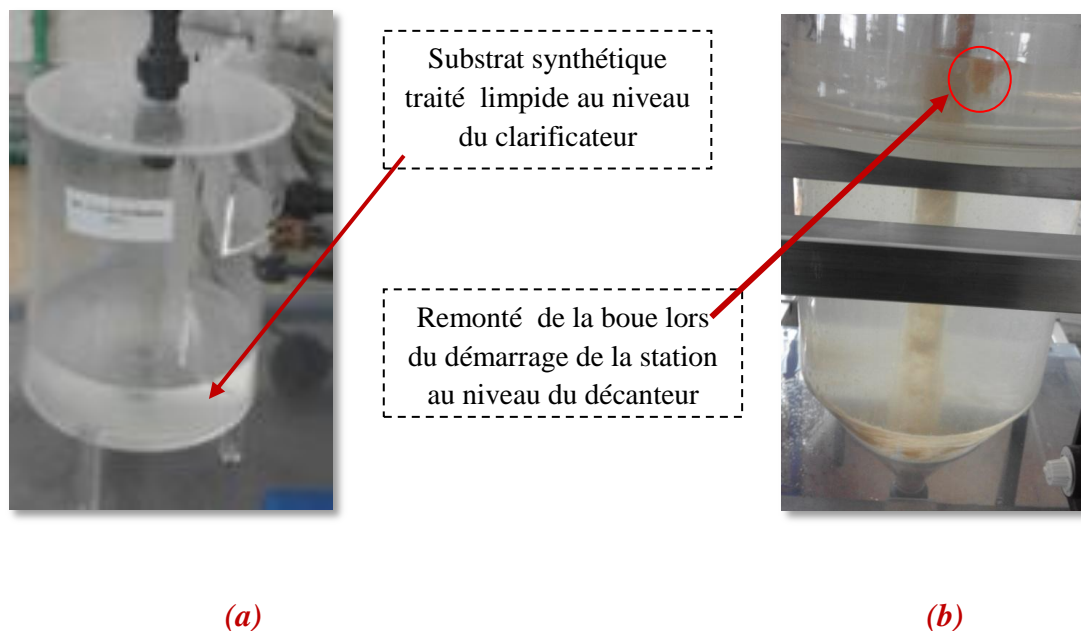 Substrat synthétique
traité limpide au niveau
du clarificateur
Remonté de la boue lors
du démarrage de la station
au niveau du décanteur
(a)
(b)